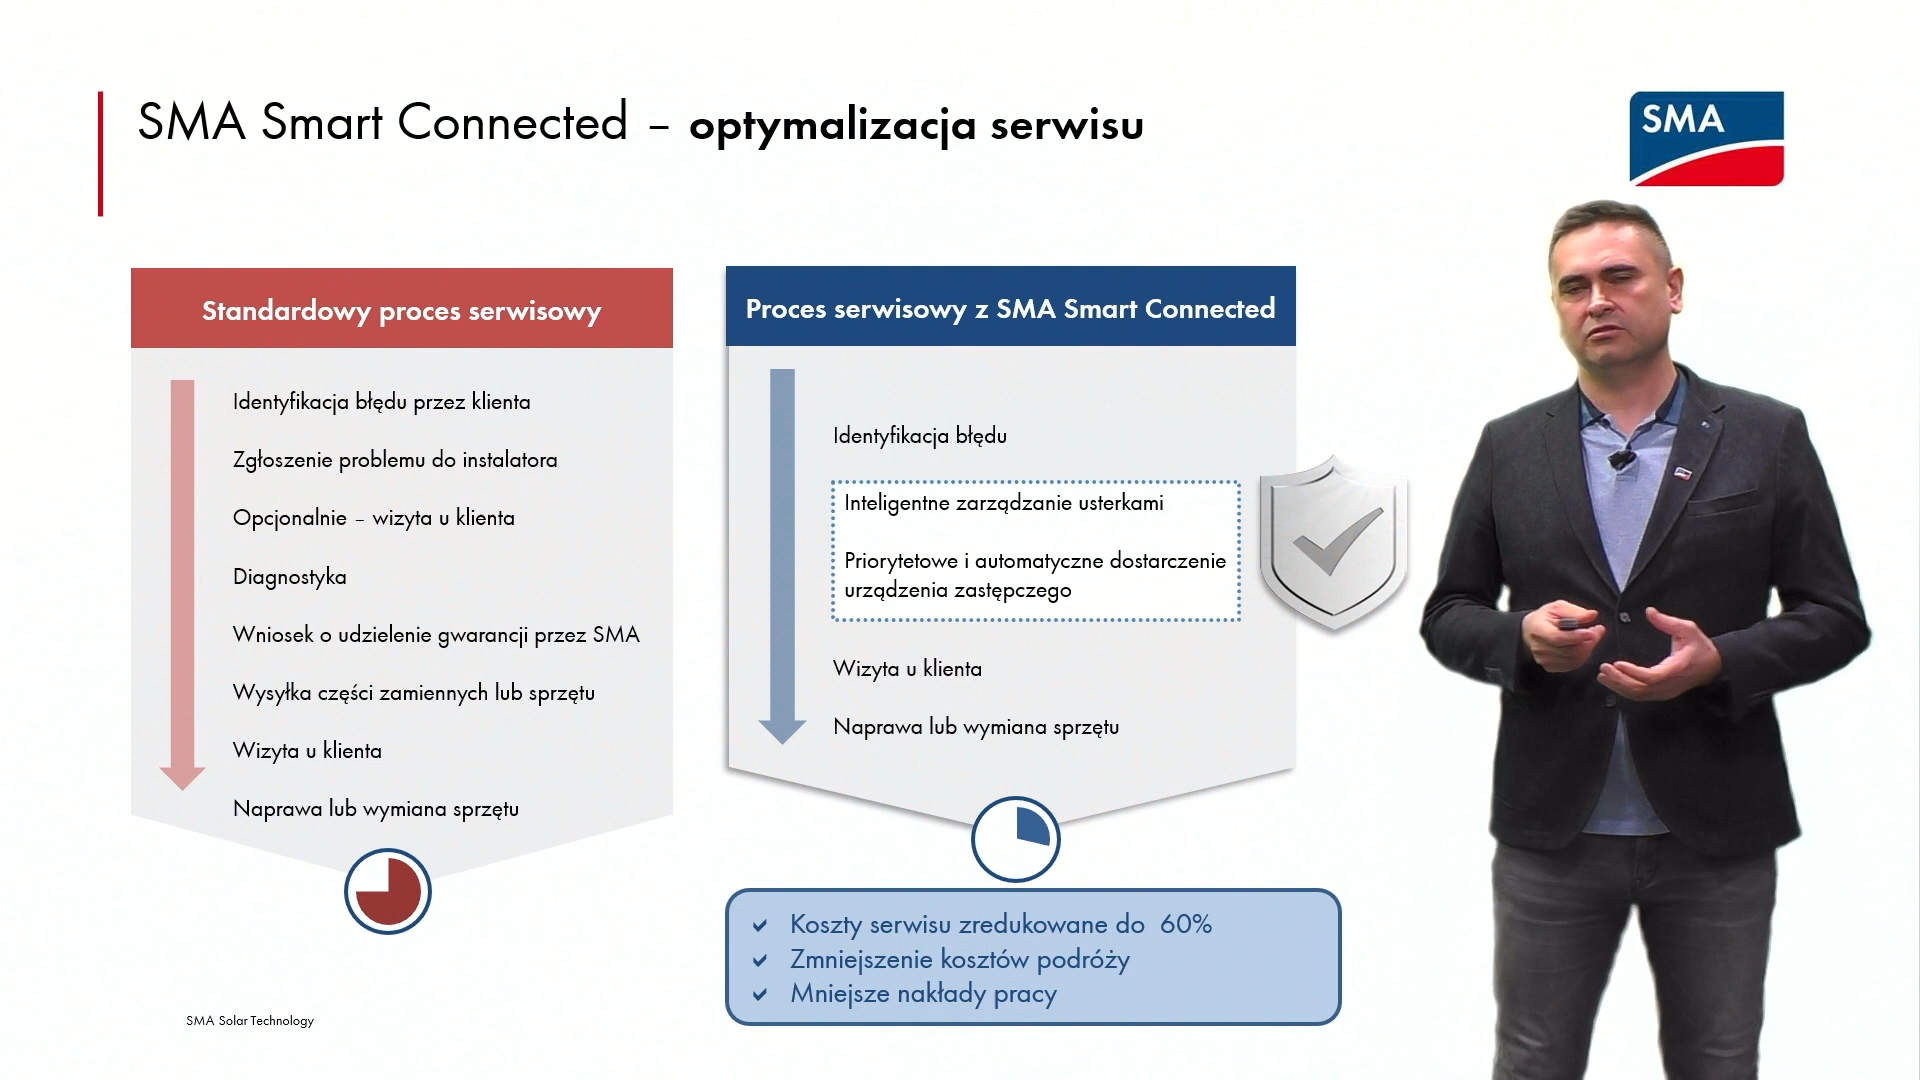 SMA Smart Connected – optymalizacja serwisu
SMA
Standardowy proces serwisowy
Identyfikacja błędu przez klienta
Zgłoszenie problemu do instalatora
Opcjonalnie – wizyta u klienta
Diagnostyka
Wniosek o udzielenie gwarancji przez SMA
Wysyłka części zamiennych lub sprzętu
Wizyta u klienta
Naprawa lub wymiana sprzętu
Proces serwisowy z SMA Smart Connected
Identyfikacja błędu
Inteligentne zarządzanie usterkami
Priorytetowe i automatyczne dostarczenie
urządzenia zastępczego
Wizyta u klienta
Naprawa lub wymiana sprzętu
Koszty serwisu zredukowane do 60%
Zmniejszenie kosztów podróży
Mniejsze nakłady pracy
SMA Solar Technology